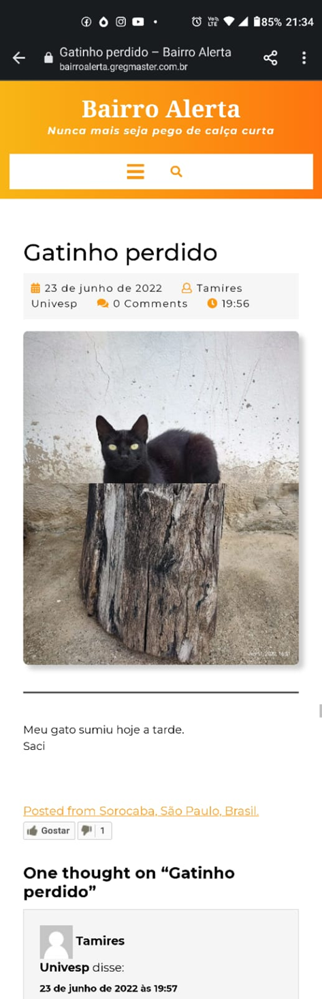 85% 21:34
Gatinho perdido – Bairro Alerta
bairroalerta.gregmaster.com.br
Bairro Alerta
Nunca mais seja pego de calça curta
Gatinho perdido
23 de junho de 2022 Tamires
Univesp 0 Comments 19:56
Meu gato sumiu hoje a tarde.
Saci
Posted from Sorocaba, São Paulo, Brasil.
Gostar 1
One thought on “Gatinho
perdido”
Tamires
Univesp disse:
23 de junho de 2022 às 19:57